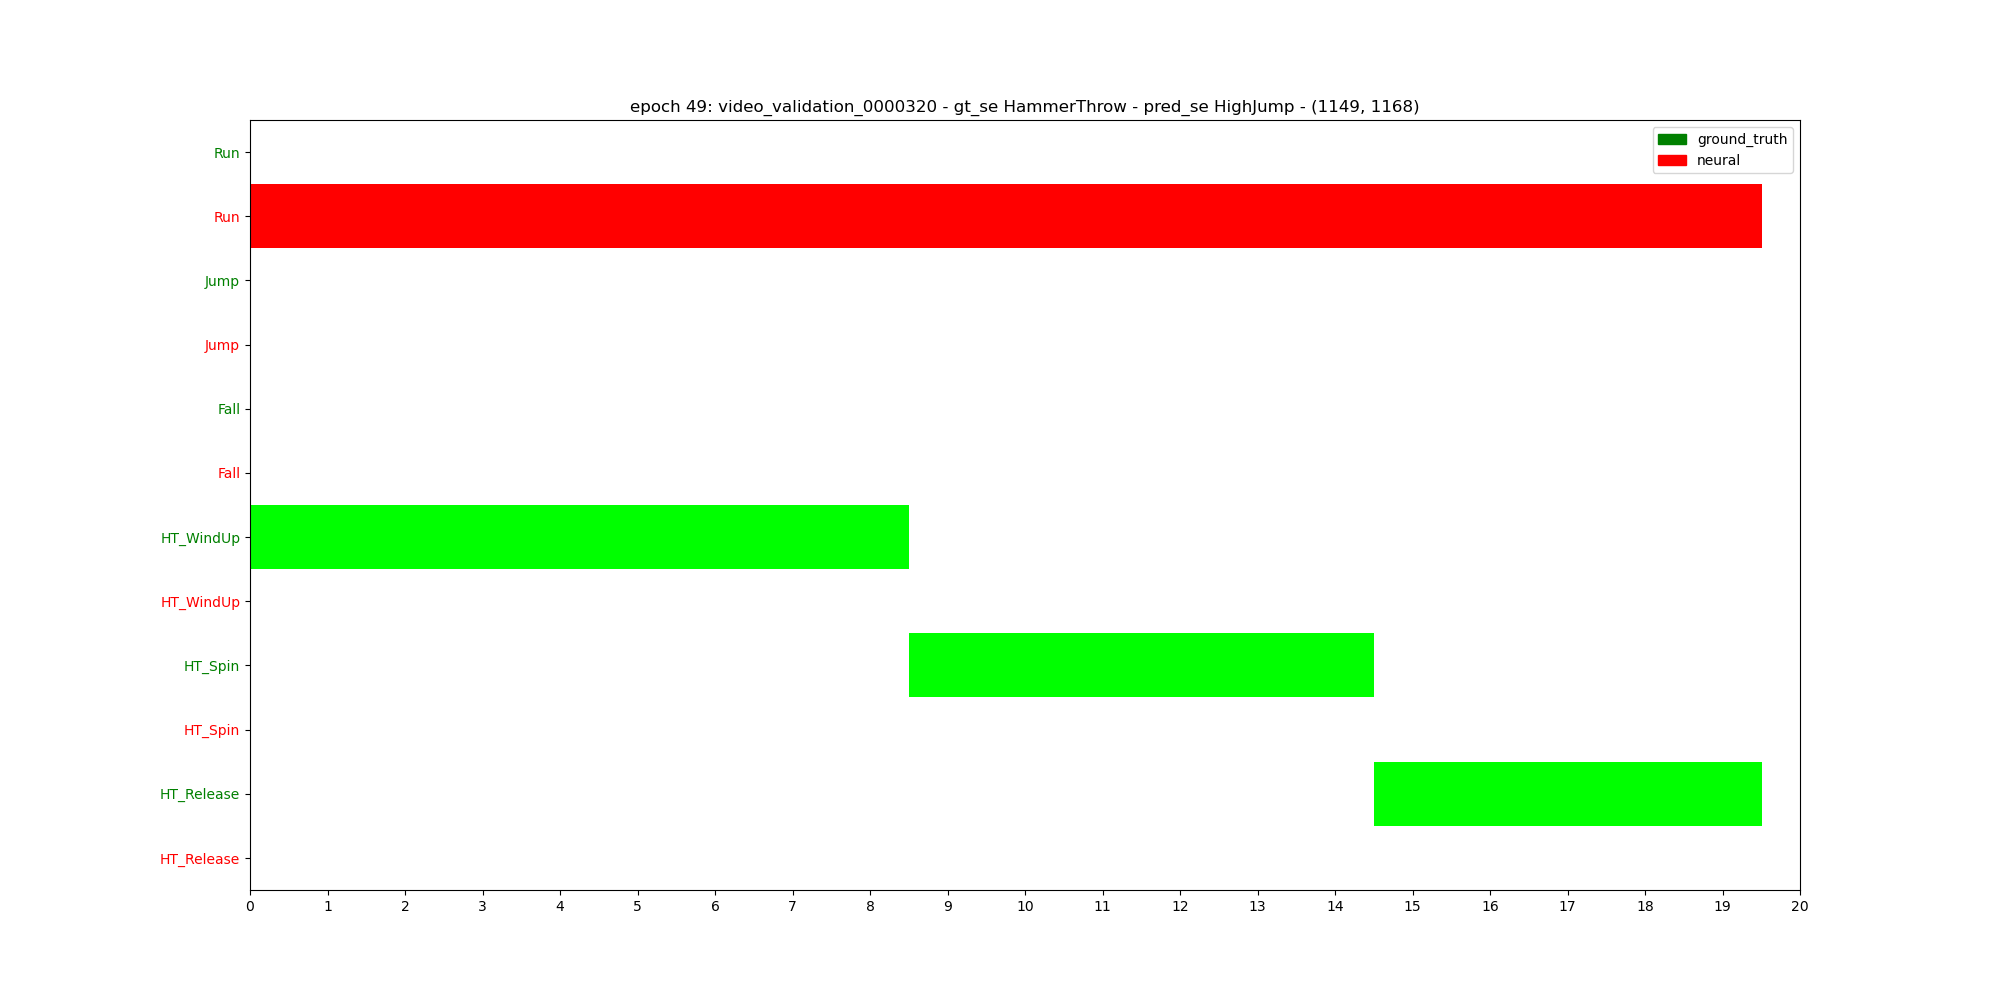 epoch 49: video_validation_0000320 - gt_se HammerThrow - pred_se HighJump - (1149, 1168)
ground_truth
neural
Run
Run
Jump
Jump
Fall
Fall
HT_WindUp
HT_WindUp
HT_Spin
HT_Spin
HT_Release
HT_Release
0 1 2 3 4 5 6 7 8 9 10 11 12 13 14 15 16 17 18 19 20